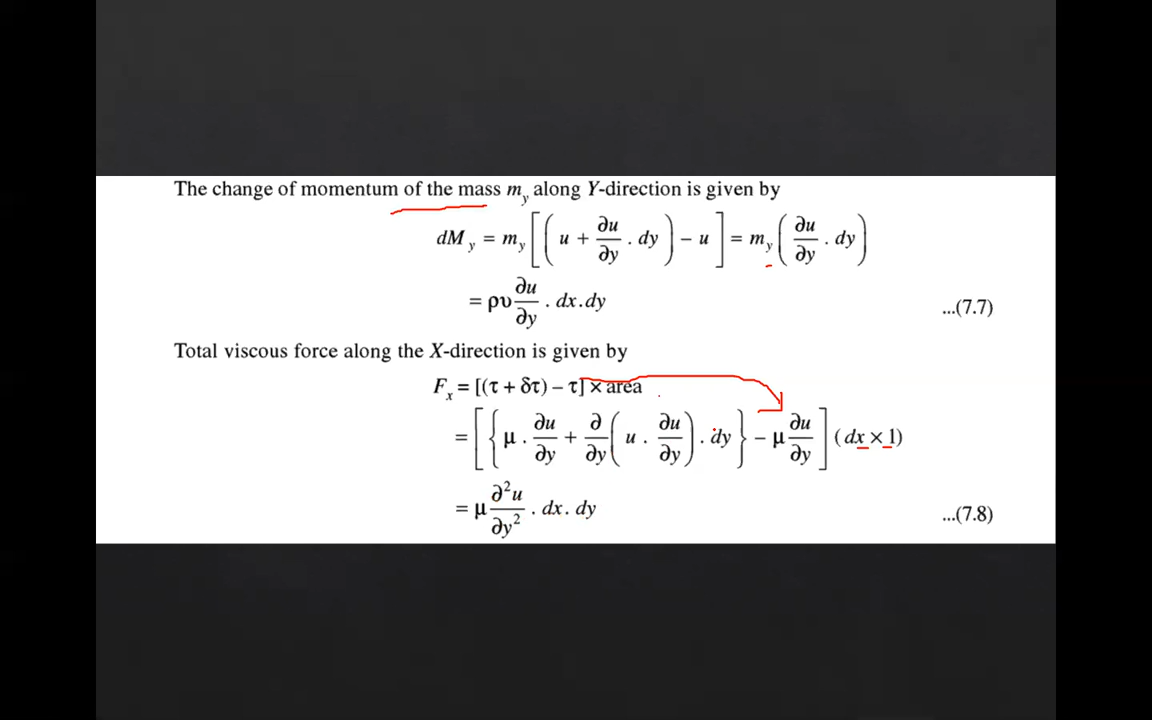 The change of momentum of the mass m_y along Y-direction is given by
dM_y = m_y [(u + ∂u/∂y . dy) − u] = m_y (∂u/∂y . dy)
= ρυ ∂u/∂y . dx.dy ...(7.7)
Total viscous force along the X-direction is given by
F_x = [(τ + δτ) − τ] × area
= [{μ . ∂u/∂y + ∂/∂y (u . ∂u/∂y) . dy} − μ ∂u/∂y] (dx × 1)
= μ ∂²u/∂y² . dx. dy ...(7.8)